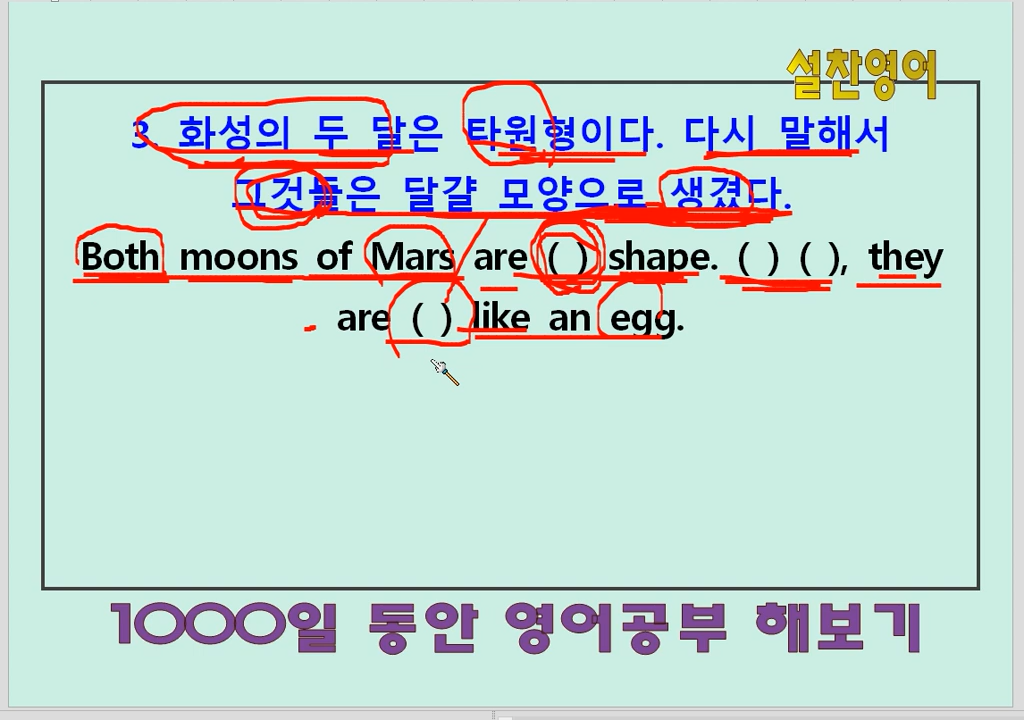 설찬영어
3. 화성의 두 달은 타원형이다. 다시 말해서
그것들은 달걀 모양으로 생겼다.
Both moons of Mars are ( ) shape. ( ) ( ), they
are ( ) like an egg.
1000일 동안 영어공부 해보기